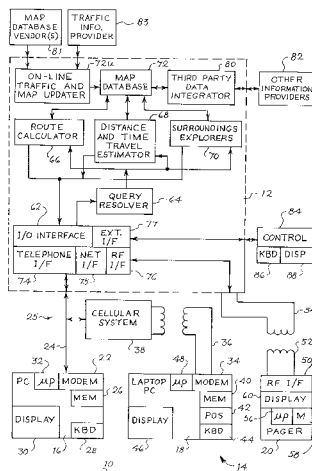 MAP DATABASE VENDOR(S)
TRAFFIC INFO. PROVIDER
83
81
72u
72
80
82
ON-LINE TRAFFIC AND MAP UPDATER
MAP DATABASE
THIRD PARTY DATA INTEGRATOR
OTHER INFORMATION PROVIDERS
68
ROUTE CALCULATOR
DISTANCE AND TIME TRAVEL ESTIMATOR
SURROUNDINGS EXPLORERS
66
70
QUERY RESOLVER
64
12
62
77
84
I/O INTERFACE
EXT. I/F
TELEPHONE I/F
NET I/F
RF I/F
CONTROL
KBD
DISP
74
75
76
86
88
54
25
CELLULAR SYSTEM
36
24
38
52
32
22
48
34
50
PC
μP
MODEM
LAPTOP PC
μP
MODEM
RF I/F
26
40
60
MEM
MEM
DISPLAY
42
56
DISPLAY
POS
μP
M
KBD
DISPLAY
KBD
PAGER
30
16
28
46
18
44
20
58
10
14